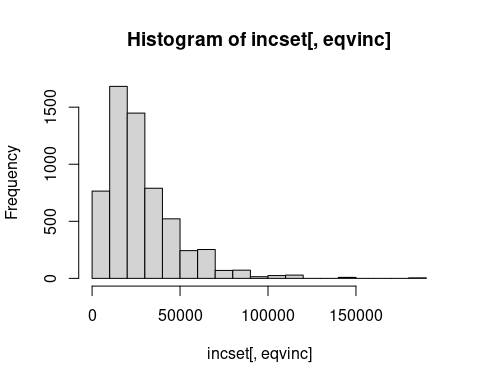 Histogram of incset[, eqvinc]
Frequency
1500
1000
500
0
0 50000 100000 150000
incset[, eqvinc]